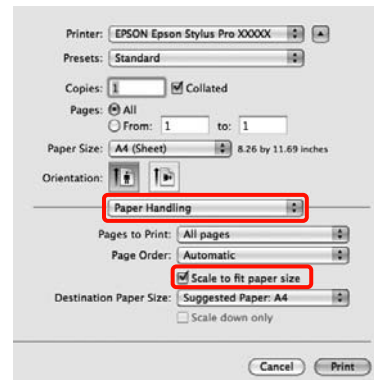 Printer: EPSON Epson Stylus Pro XXXXX
Presets: Standard
Copies: 1 Collated
Pages: All
From: 1 to: 1
Paper Size: A4 (Sheet) 8.26 by 11.69 inches
Orientation:
Paper Handling
Pages to Print: All pages
Page Order: Automatic
Scale to fit paper size
Destination Paper Size: Suggested Paper: A4
Scale down only
Cancel Print